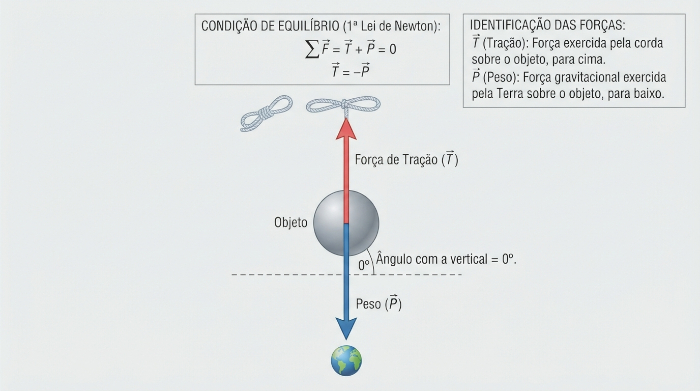 CONDIÇÃO DE EQUILÍBRIO (1ª Lei de Newton):
∑F⃗ = T⃗ + P⃗ = 0
T⃗ = –P⃗
IDENTIFICAÇÃO DAS FORÇAS:
T⃗ (Tração): Força exercida pela corda
sobre o objeto, para cima.
P⃗ (Peso): Força gravitacional exercida
pela Terra sobre o objeto, para baixo.
Força de Tração (T⃗)
Objeto
0º
Ângulo com a vertical = 0º.
Peso (P⃗)